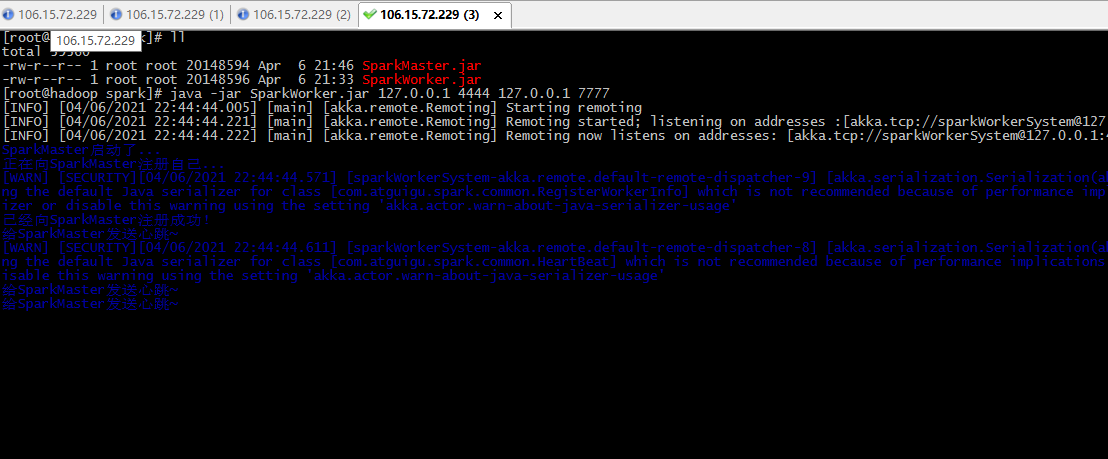 106.15.72.229 106.15.72.229 (1) 106.15.72.229 (2) 106.15.72.229 (3)
[root@ k]# ll
106.15.72.229
total
-rw-r--r-- 1 root root 20148594 Apr 6 21:46 SparkMaster.jar
-rw-r--r-- 1 root root 20148596 Apr 6 21:33 SparkWorker.jar
[root@hadoop spark]# java -jar SparkWorker.jar 127.0.0.1 4444 127.0.0.1 7777
[INFO] [04/06/2021 22:44:44.005] [main] [akka.remote.Remoting] Starting remoting
[INFO] [04/06/2021 22:44:44.221] [main] [akka.remote.Remoting] Remoting started; listening on addresses :[akka.tcp://sparkWorkerSystem@127.
[INFO] [04/06/2021 22:44:44.222] [main] [akka.remote.Remoting] Remoting now listens on addresses: [akka.tcp://sparkWorkerSystem@127.0.0.1:4
SparkMaster启动了...
正在向SparkMaster注册自己...
[WARN] [SECURITY][04/06/2021 22:44:44.571] [sparkWorkerSystem-akka.remote.default-remote-dispatcher-9] [akka.serialization.Serialization(a
ng the default Java serializer for class [com.atguigu.spark.common.RegisterWorkerInfo] which is not recommended because of performance imp
izer or disable this warning using the setting 'akka.actor.warn-about-java-serializer-usage'
已经向SparkMaster注册成功!
给SparkMaster发送心跳~
[WARN] [SECURITY][04/06/2021 22:44:44.611] [sparkWorkerSystem-akka.remote.default-remote-dispatcher-8] [akka.serialization.Serialization(a
ng the default Java serializer for class [com.atguigu.spark.common.HeartBeat] which is not recommended because of performance implications
isable this warning using the setting 'akka.actor.warn-about-java-serializer-usage'
给SparkMaster发送心跳~
给SparkMaster发送心跳~